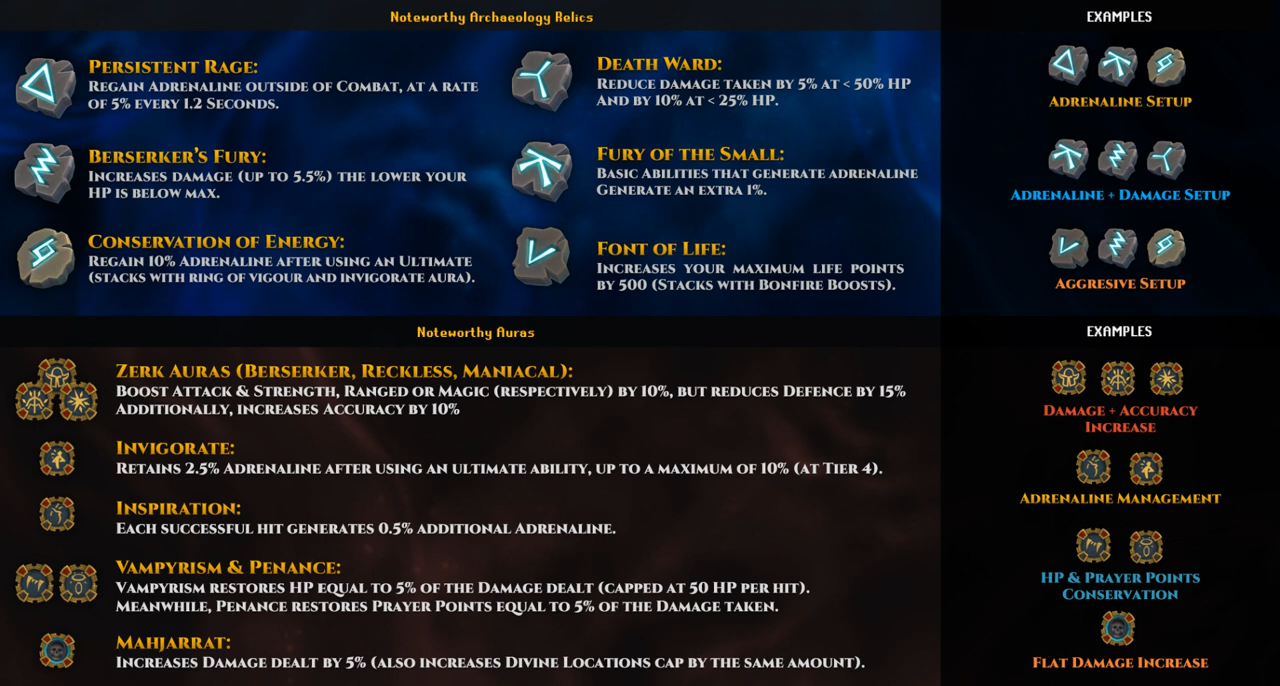 Noteworthy Archaeology Relics
EXAMPLES
PERSISTENT RAGE:
REGAIN ADRENALINE OUTSIDE OF COMBAT, AT A RATE
OF 5% EVERY 1.2 SECONDS.
DEATH WARD:
REDUCE DAMAGE TAKEN BY 5% AT < 50% HP
AND BY 10% AT < 25% HP.
ADRENALINE SETUP
BERSERKER'S FURY:
INCREASES DAMAGE (UP TO 5.5%) THE LOWER YOUR
HP IS BELOW MAX.
FURY OF THE SMALL:
BASIC ABILITIES THAT GENERATE ADRENALINE
GENERATE AN EXTRA 1%.
ADRENALINE + DAMAGE SETUP
CONSERVATION OF ENERGY:
REGAIN 10% ADRENALINE AFTER USING AN ULTIMATE
(STACKS WITH RING OF VIGOUR AND INVIGORATE AURA).
FONT OF LIFE:
INCREASES YOUR MAXIMUM LIFE POINTS
BY 500 (STACKS WITH BONFIRE BOOSTS).
AGGRESIVE SETUP
Noteworthy Auras
EXAMPLES
ZERK AURAS (BERSERKER, RECKLESS, MANIACAL):
BOOST ATTACK & STRENGTH, RANGED OR MAGIC (RESPECTIVELY) BY 10%, BUT REDUCES DEFENCE BY 15%
ADDITIONALLY, INCREASES ACCURACY BY 10%
DAMAGE + ACCURACY
INCREASE
INVIGORATE:
RETAINS 2.5% ADRENALINE AFTER USING AN ULTIMATE ABILITY, UP TO A MAXIMUM OF 10% (AT TIER 4).
ADRENALINE MANAGEMENT
INSPIRATION:
EACH SUCCESSFUL HIT GENERATES 0.5% ADDITIONAL ADRENALINE.
VAMPYRISM & PENANCE:
VAMPYRISM RESTORES HP EQUAL TO 5% OF THE DAMAGE DEALT (CAPPED AT 50 HP PER HIT).
MEANWHILE, PENANCE RESTORES PRAYER POINTS EQUAL TO 5% OF THE DAMAGE TAKEN.
HP & PRAYER POINTS
CONSERVATION
MAHJARRAT:
INCREASES DAMAGE DEALT BY 5% (ALSO INCREASES DIVINE LOCATIONS CAP BY THE SAME AMOUNT).
FLAT DAMAGE INCREASE